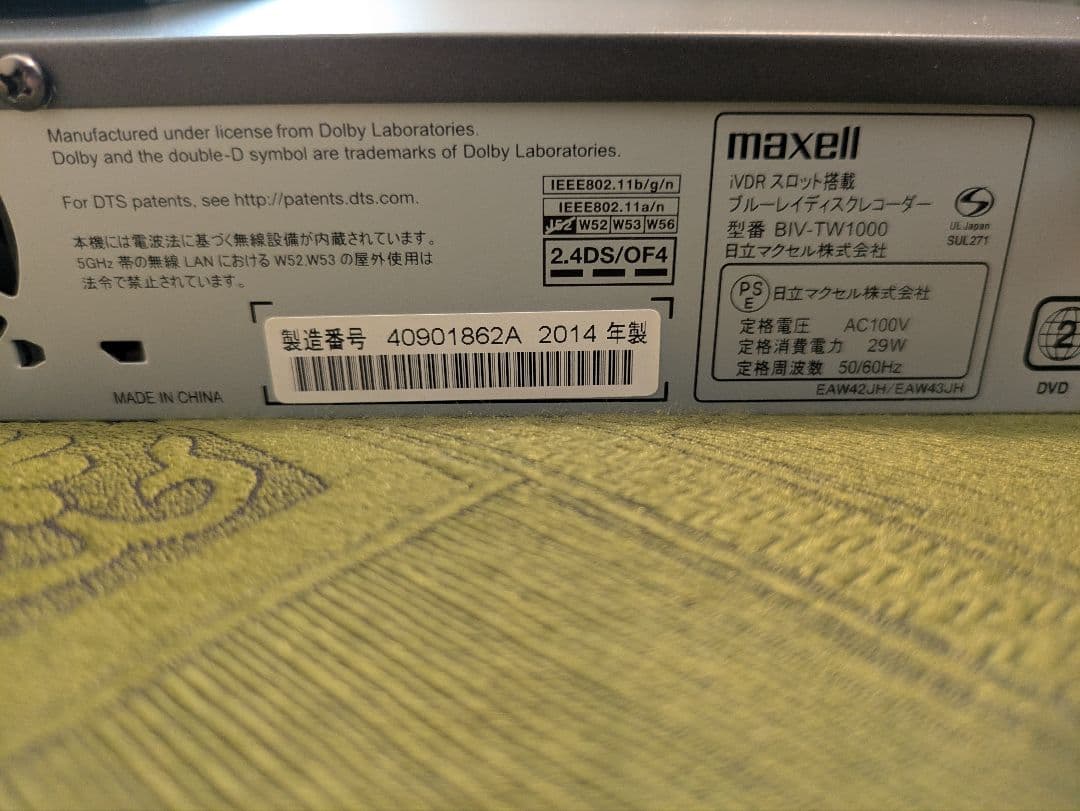 Manufactured under license from Dolby Laboratories.
Dolby and the double-D symbol are trademarks of Dolby Laboratories.
For DTS patents, see http://patents.dts.com.
本機には電波法に基づく無線設備が内蔵されています。
5GHz 帯の無線 LAN における W52,W53 の屋外使用は
法令で禁止されています。
IEEE802.11b/g/n
IEEE802.11a/n
J52 W52 W53 W56
2.4DS/OF4
製造番号 40901862A 2014 年製
MADE IN CHINA
maxell
iVDR スロット搭載
ブルーレイディスクレコーダー
型番 BIV-TW1000
日立マクセル株式会社
S
UL Japan
SUL271
PSE 日立マクセル株式会社
定格電圧 AC100V
定格消費電力 29W
定格周波数 50/60Hz
EAW42JH/EAW43JH
2
DVD